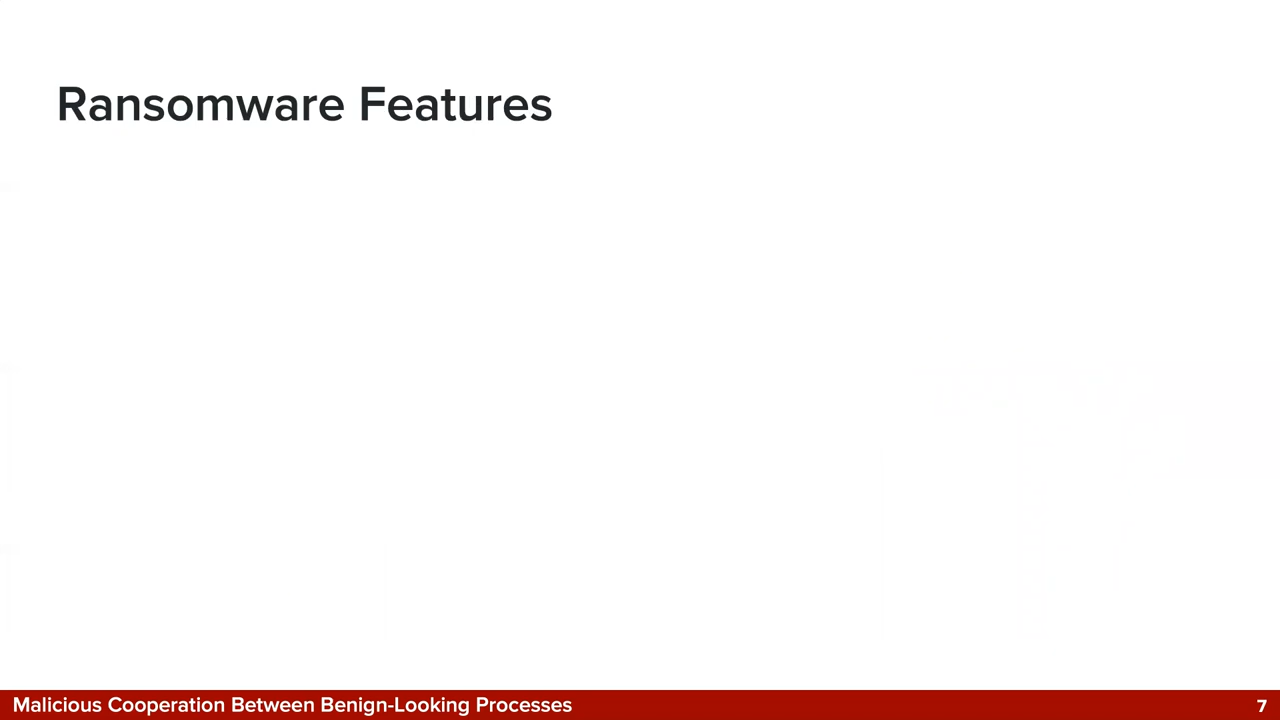 Ransomware Features
Malicious Cooperation Between Benign-Looking Processes
7